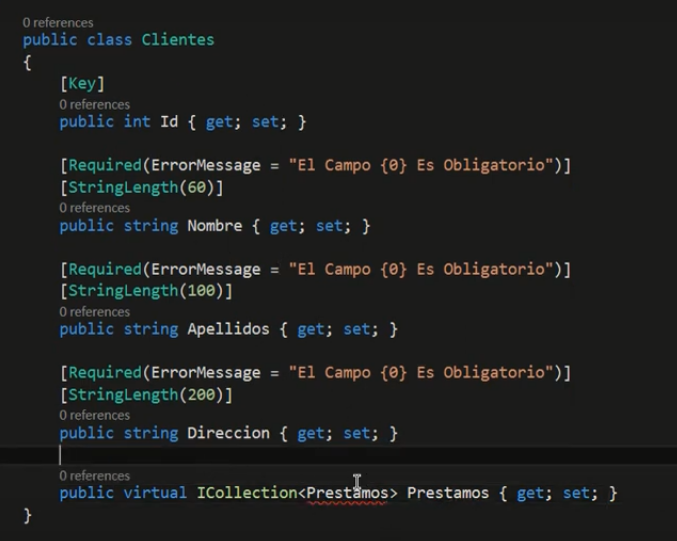 0 references
public class Clientes
{
[Key]
0 references
public int Id { get; set; }
[Required(ErrorMessage = "El Campo {0} Es Obligatorio")]
[StringLength(60)]
0 references
public string Nombre { get; set; }
[Required(ErrorMessage = "El Campo {0} Es Obligatorio")]
[StringLength(100)]
0 references
public string Apellidos { get; set; }
[Required(ErrorMessage = "El Campo {0} Es Obligatorio")]
[StringLength(200)]
0 references
public string Direccion { get; set; }
0 references
public virtual ICollection<Prestamos> Prestamos { get; set; }
}